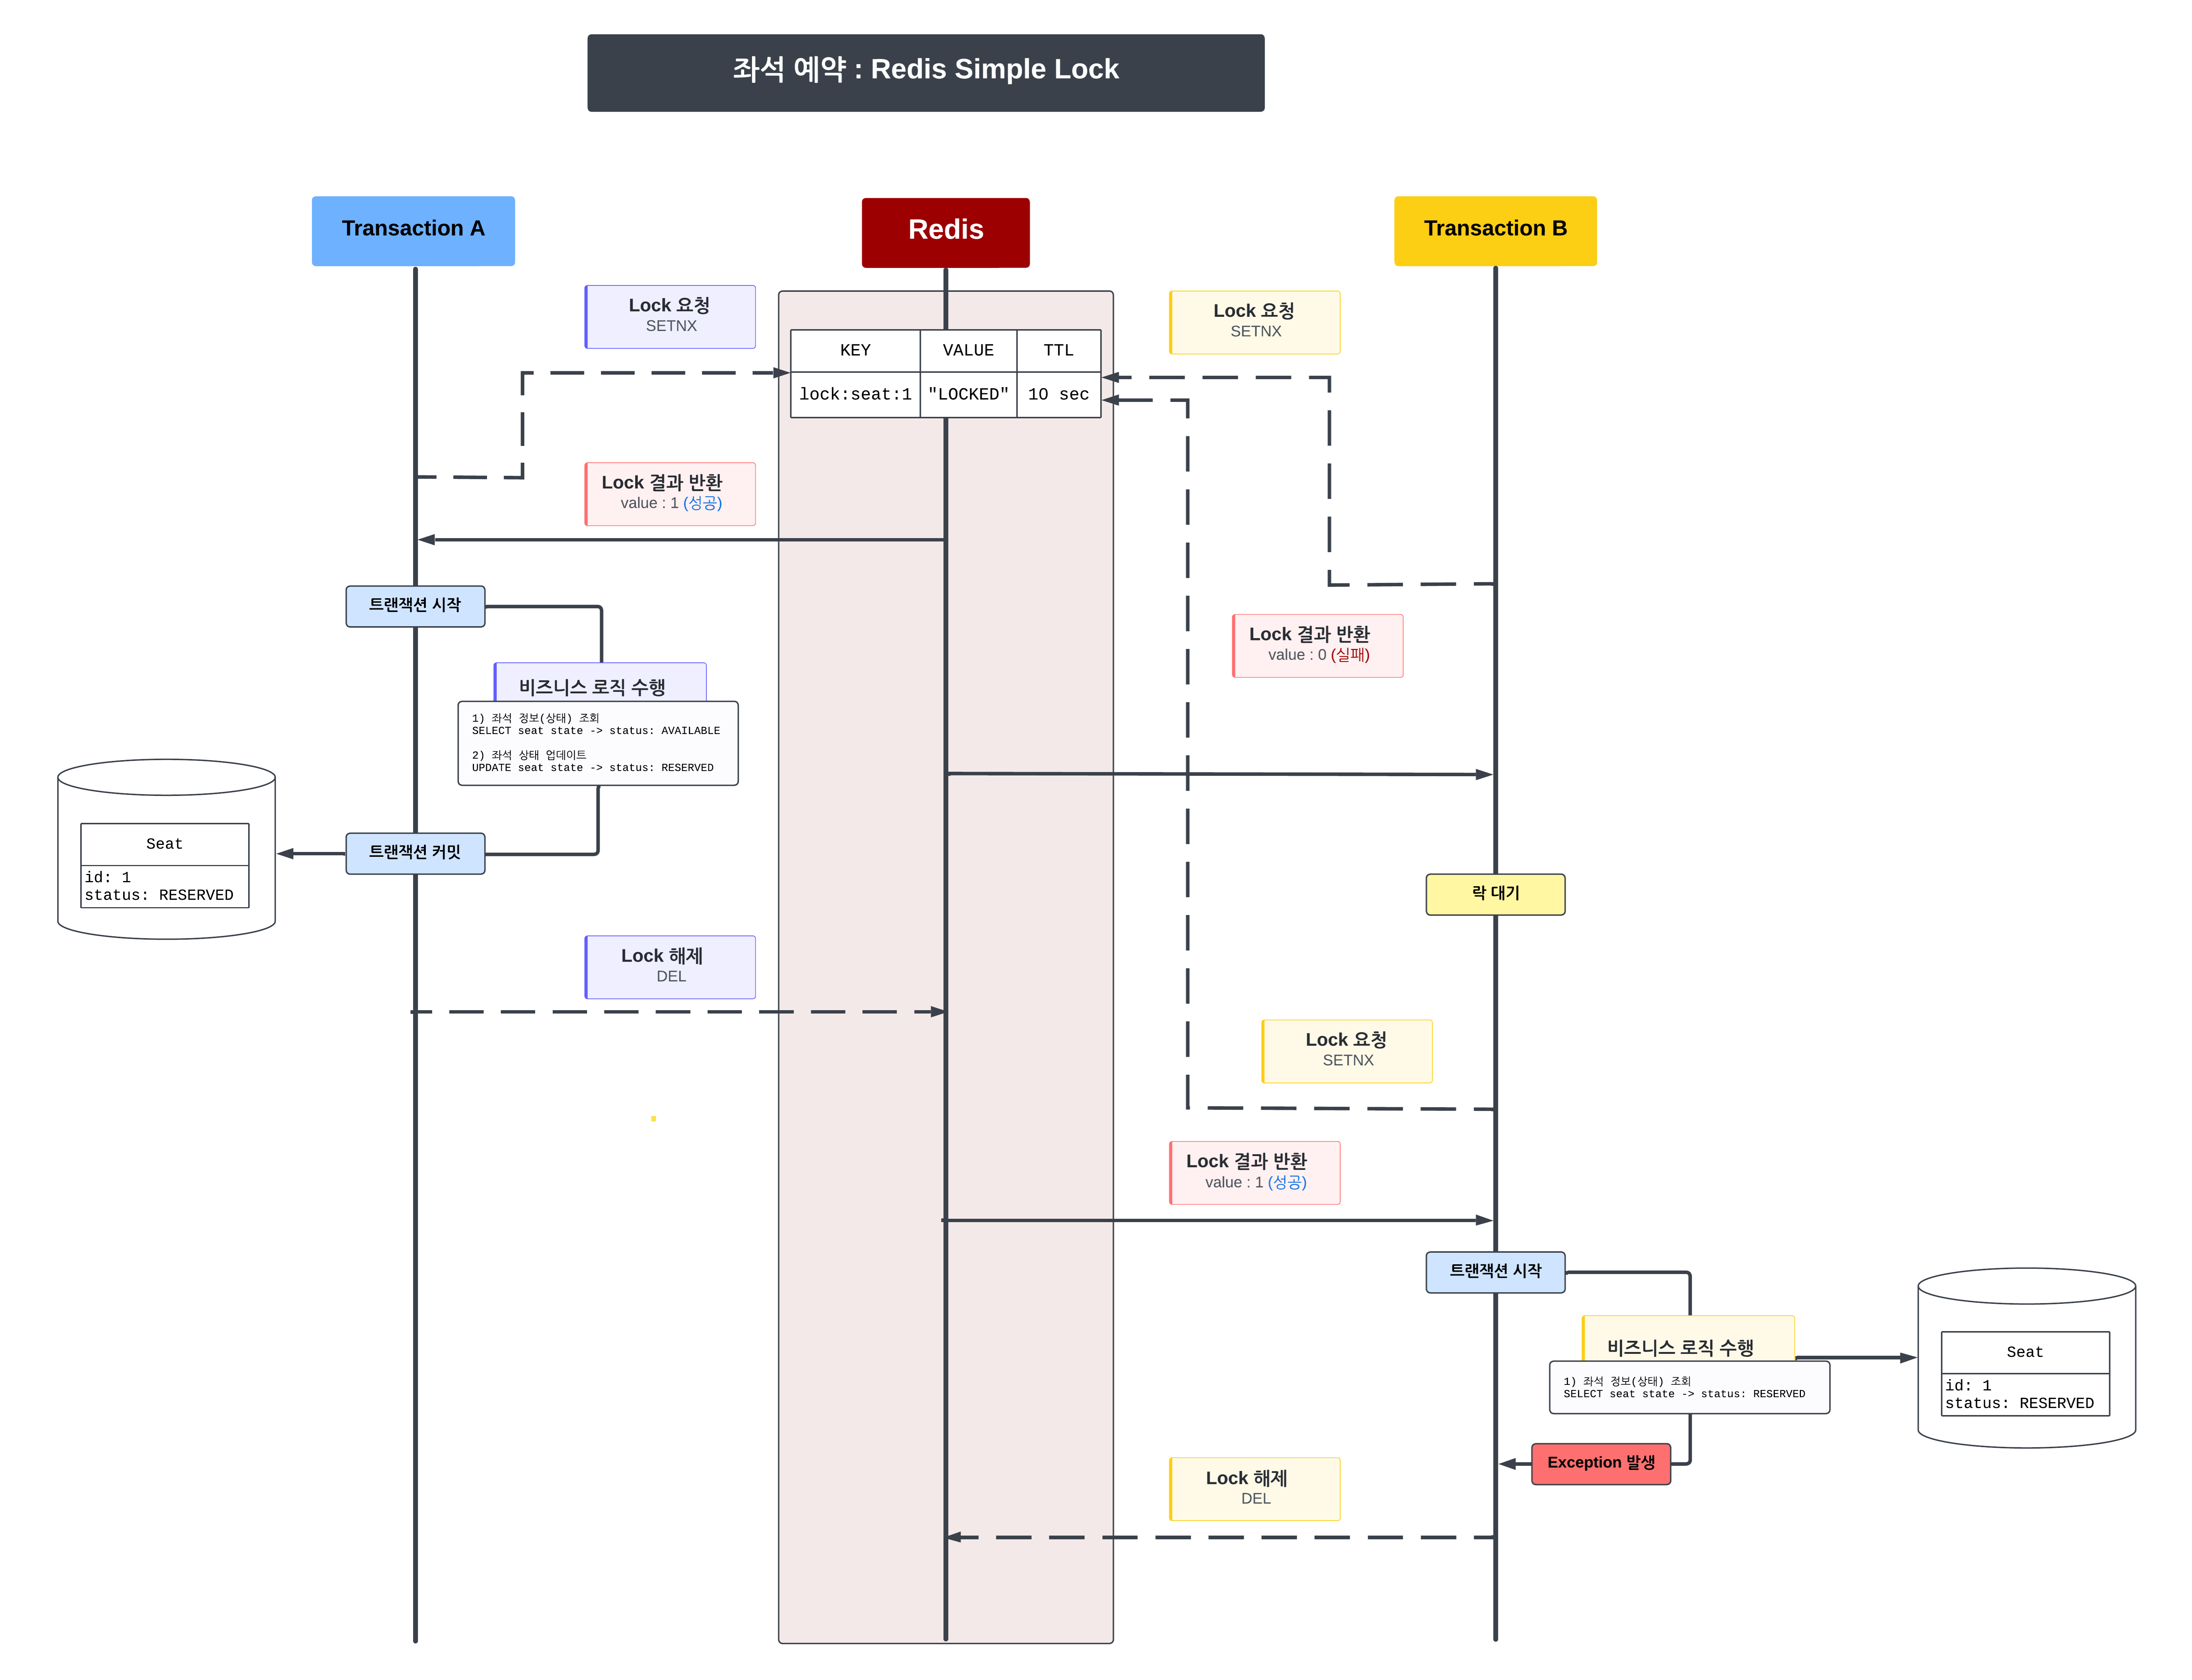 좌석 예약 : Redis Simple Lock
Transaction A
Redis
Transaction B
Lock 요청
SETNX
KEY VALUE TTL
lock:seat:1 "LOCKED" 10 sec
Lock 요청
SETNX
Lock 결과 반환
value : 1 (성공)
트랜잭션 시작
Lock 결과 반환
value : 0 (실패)
비즈니스 로직 수행
1) 좌석 정보(상태) 조회
SELECT seat state -> status: AVAILABLE
2) 좌석 상태 업데이트
UPDATE seat state -> status: RESERVED
Seat
id: 1
status: RESERVED
트랜잭션 커밋
락 대기
Lock 해제
DEL
Lock 요청
SETNX
Lock 결과 반환
value : 1 (성공)
트랜잭션 시작
비즈니스 로직 수행
1) 좌석 정보(상태) 조회
SELECT seat state -> status: RESERVED
Seat
id: 1
status: RESERVED
Exception 발생
Lock 해제
DEL